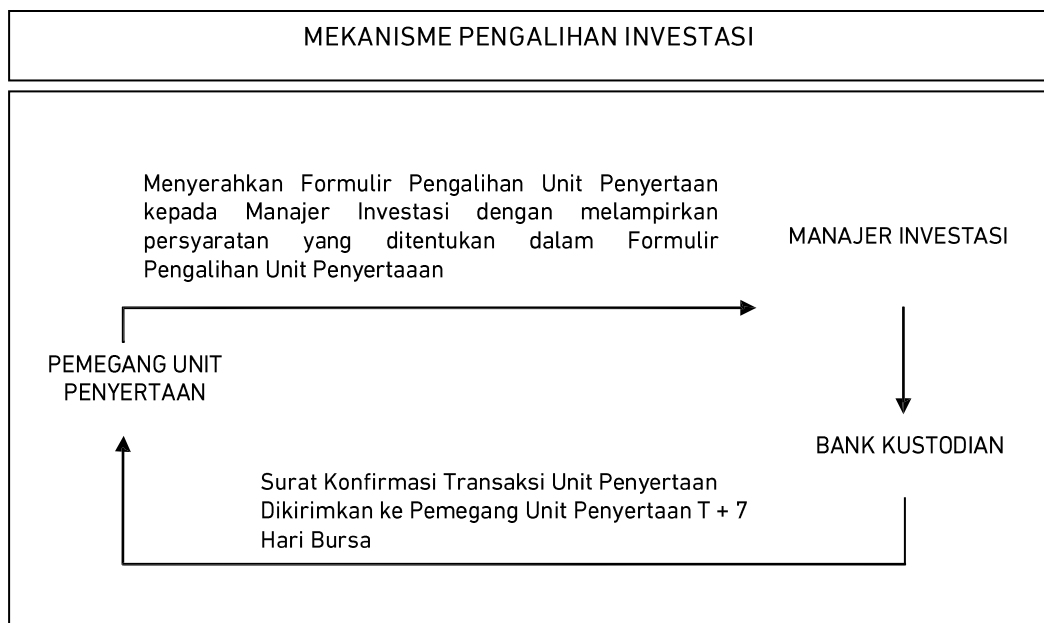 MEKANISME PENGALIHAN INVESTASI
Menyerahkan Formulir Pengalihan Unit Penyertaan
kepada Manajer Investasi dengan melampirkan
persyaratan yang ditentukan dalam Formulir
Pengalihan Unit Penyertaaan
MANAJER INVESTASI
PEMEGANG UNIT
PENYERTAAN
BANK KUSTODIAN
Surat Konfirmasi Transaksi Unit Penyertaan
Dikirimkan ke Pemegang Unit Penyertaan T + 7
Hari Bursa